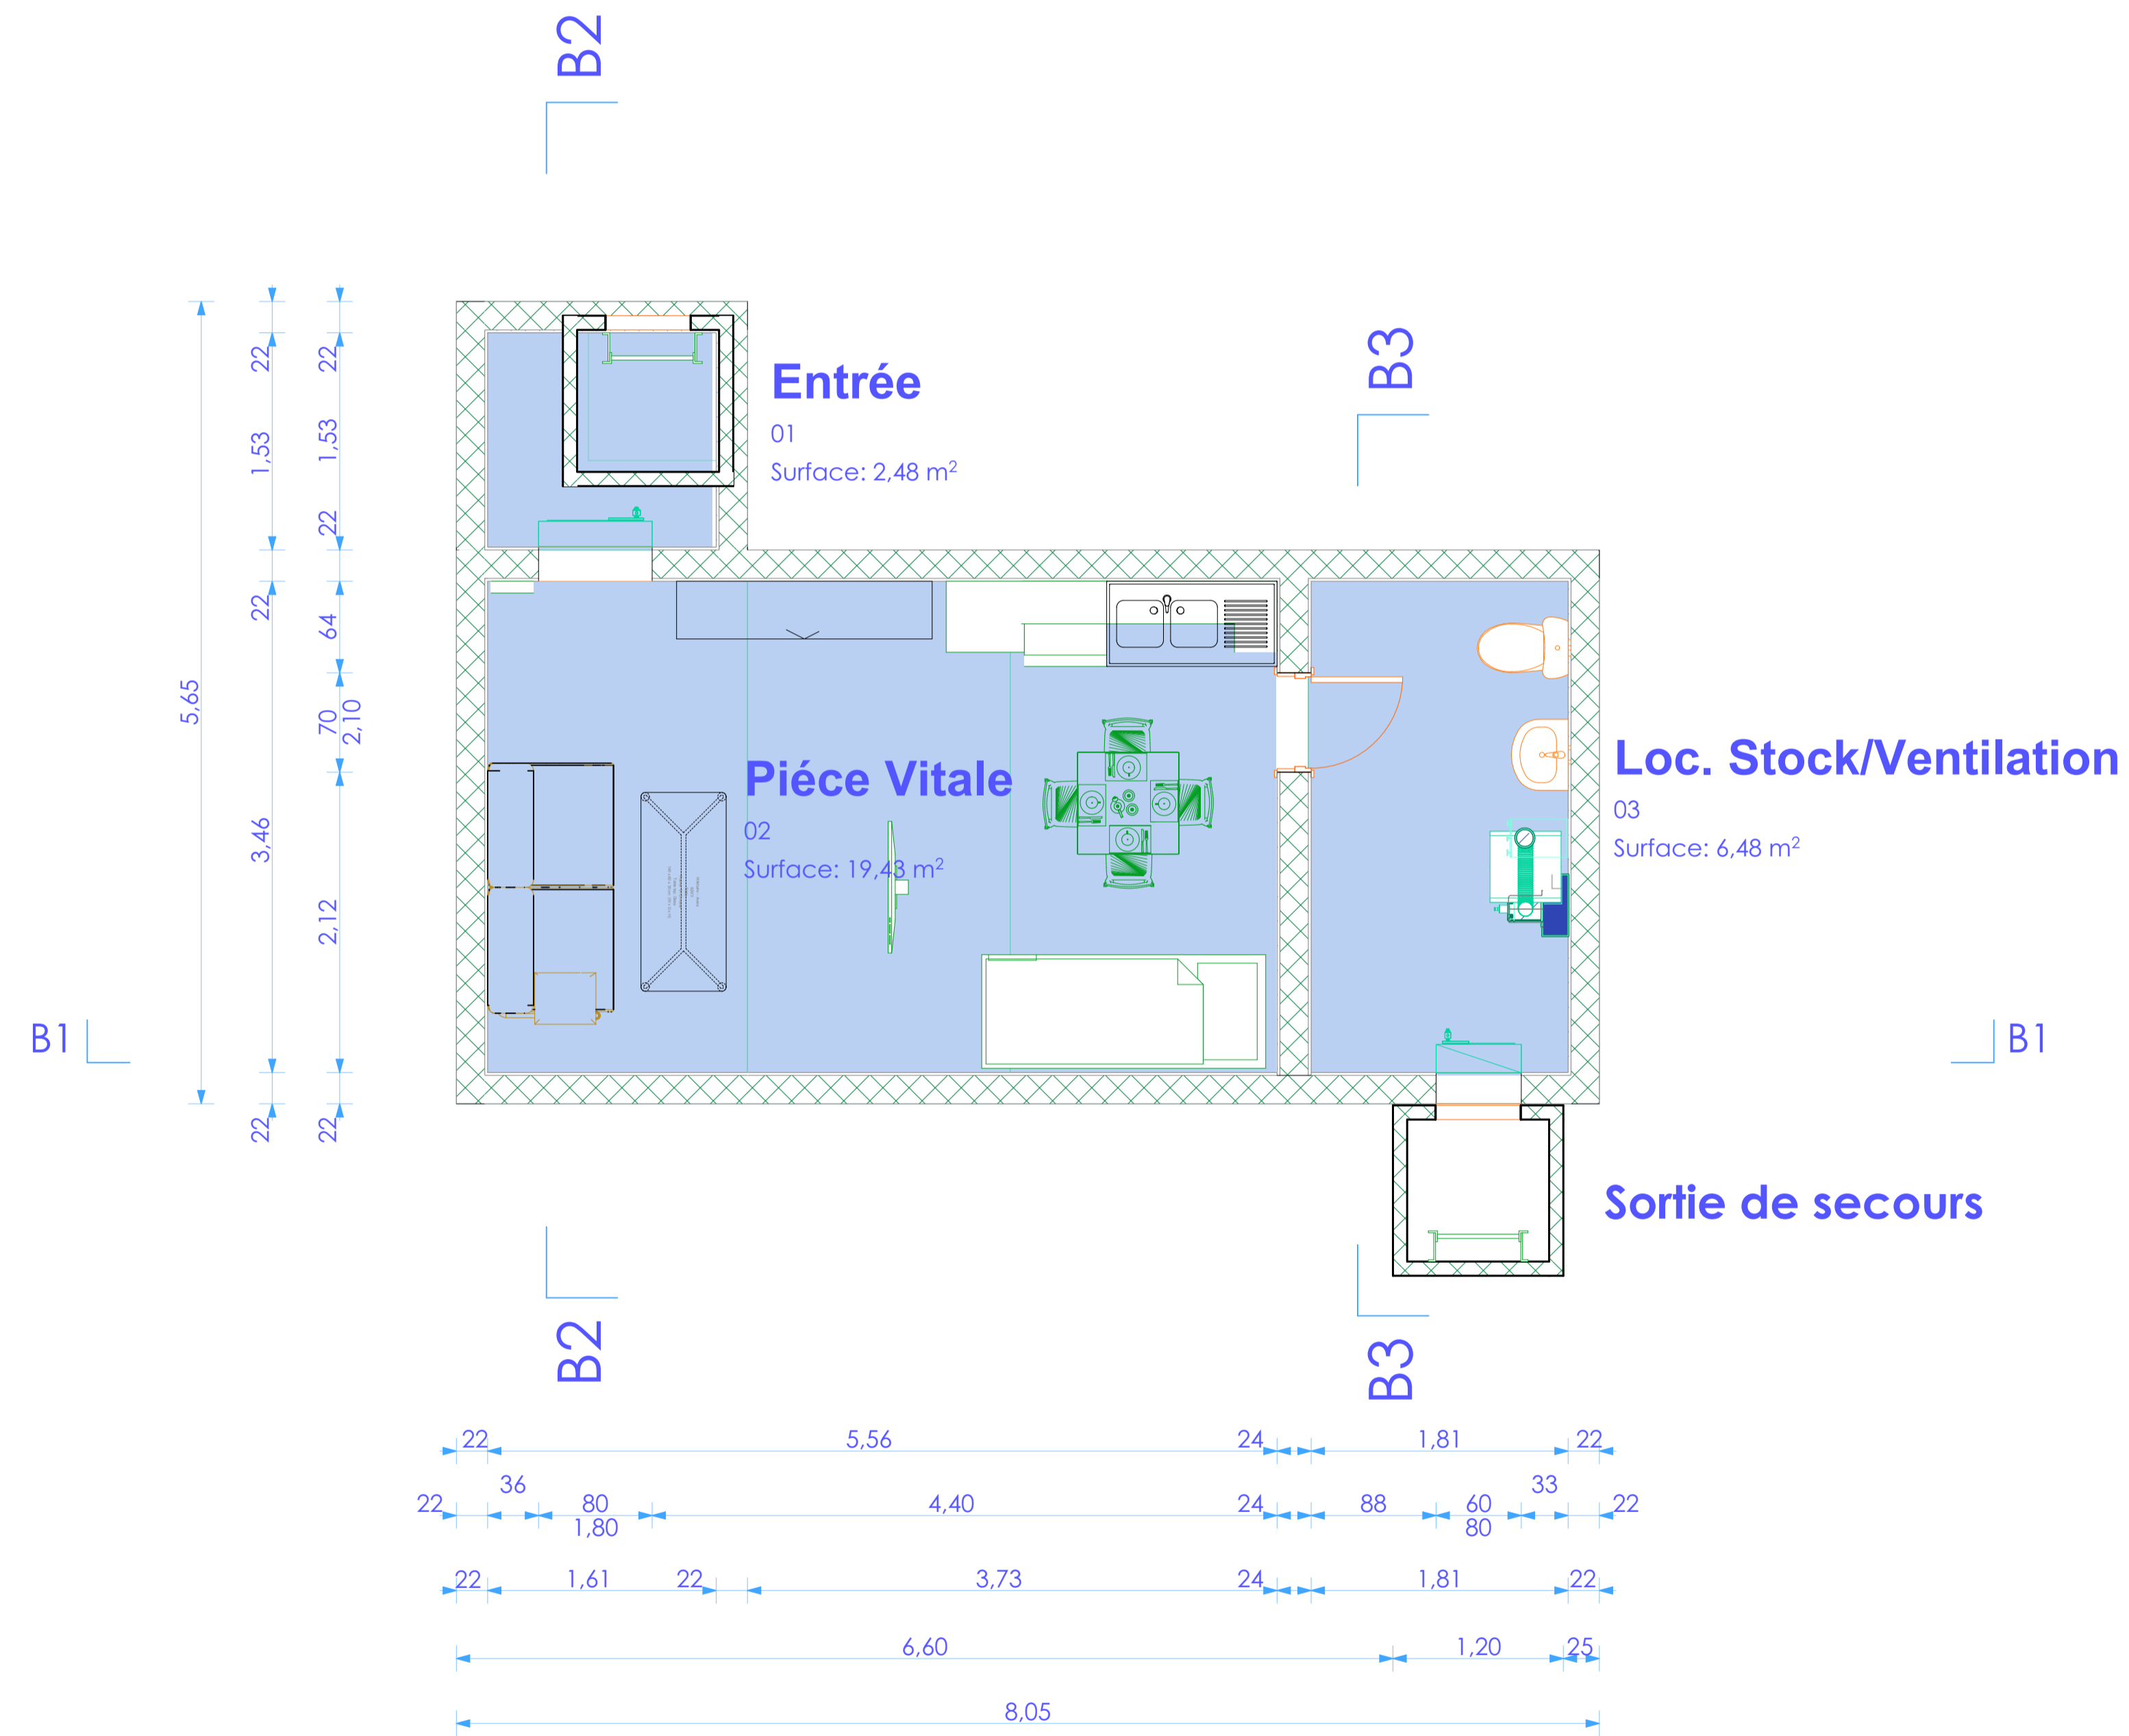 B2
B3
Entrée
01
Surface: 2,48 m²
5,65
22
1,53
22
3,46
22
22
1,53
22
64
70
2,10
2,12
22
Piéce Vitale
02
Surface: 19,43 m²
Loc. Stock/Ventilation
03
Surface: 6,48 m²
B1
B1
Sortie de secours
B2
B3
22 5,56 24 1,81 22
36 33
22 80 4,40 24 88 60 22
1,80 80
22 1,61 22 3,73 24 1,81 22
6,60 1,20 25
8,05